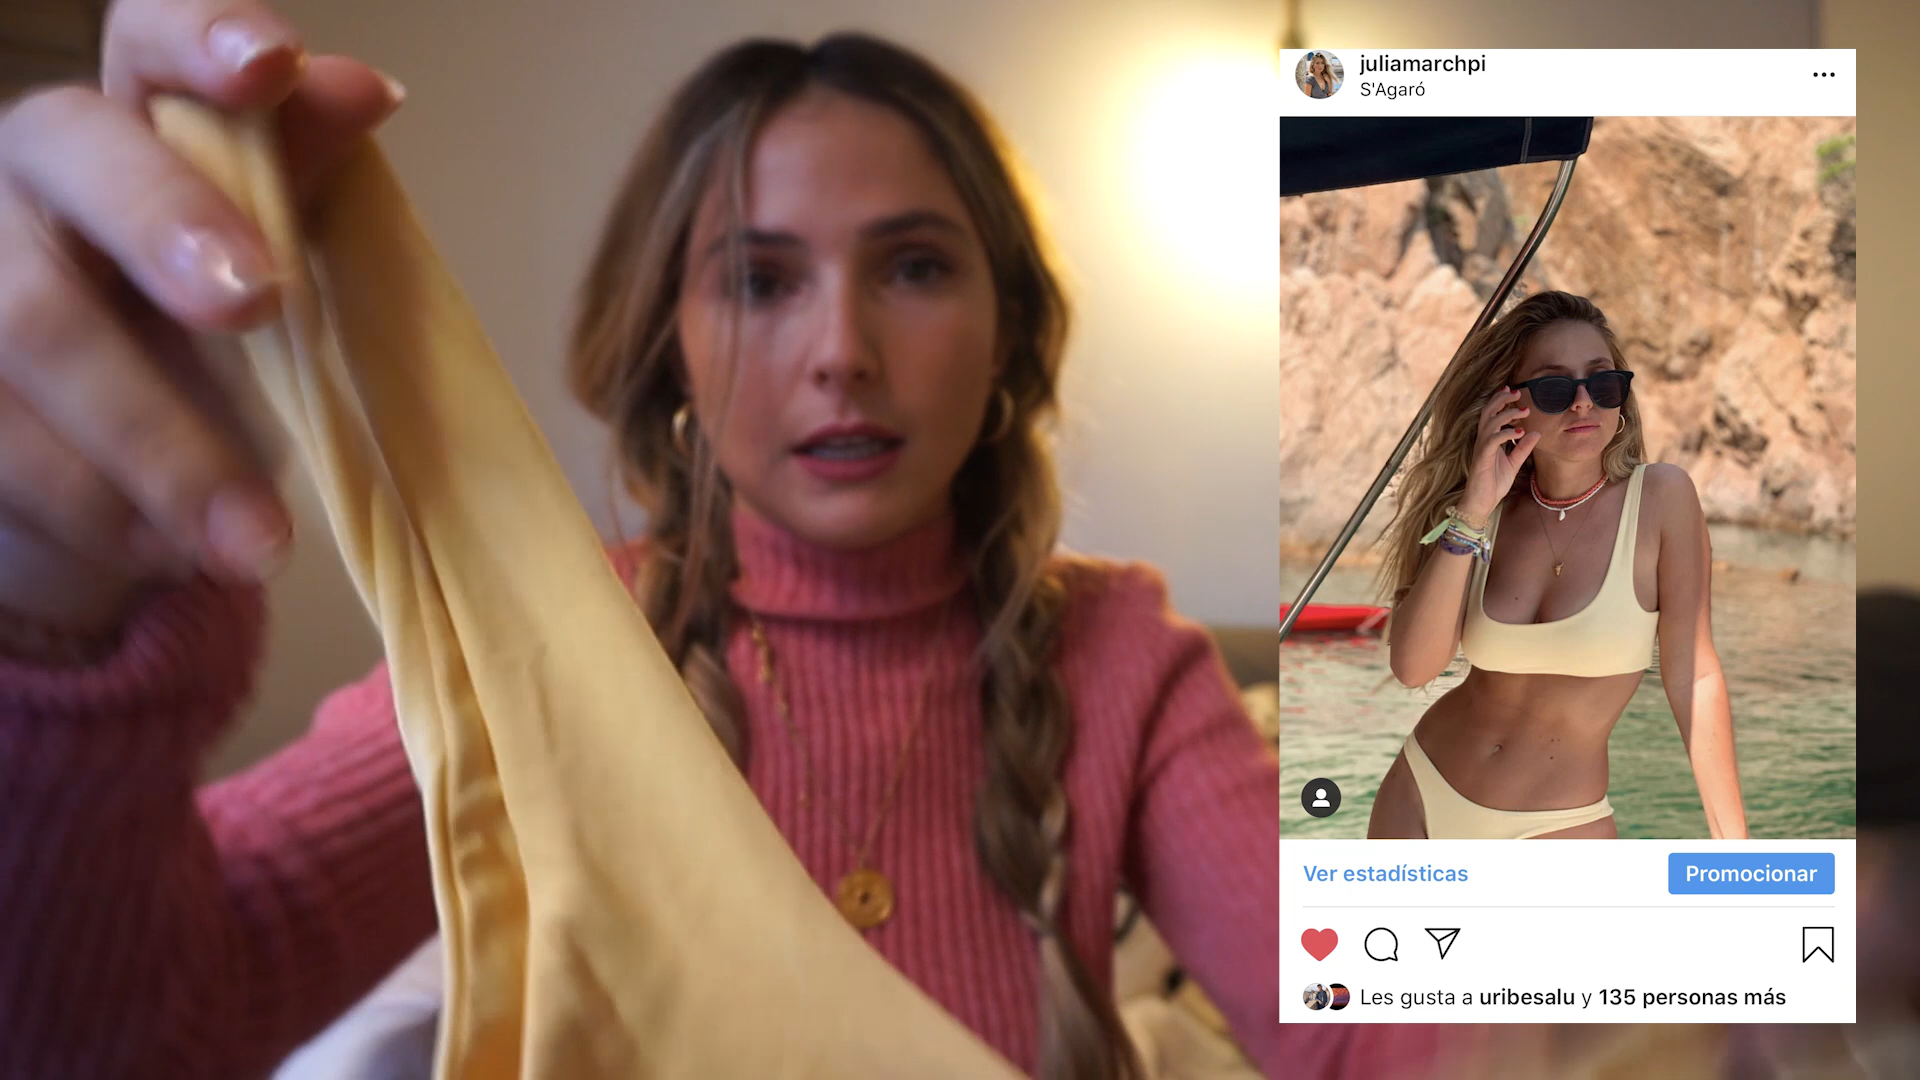 juliamarchpi
S'Agaró
Ver estadísticas
Promocionar
Les gusta a uribesalu y 135 personas más